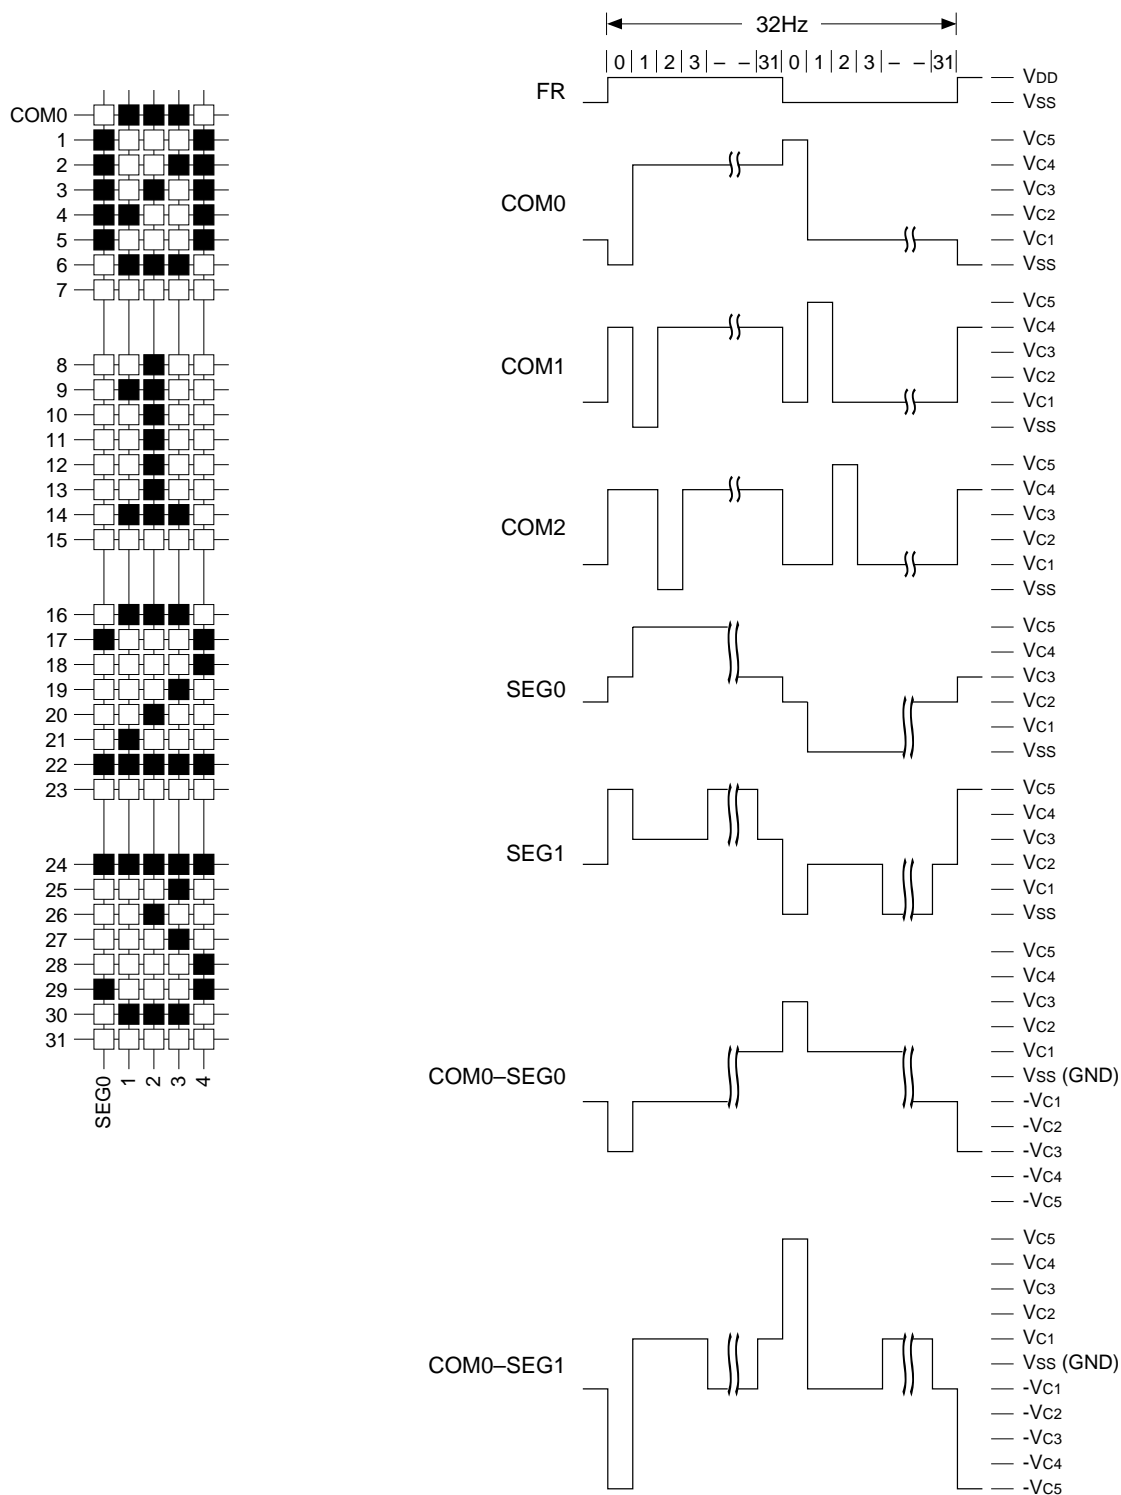 32Hz
0 1 2 3 – – 31 0 1 2 3 – – 31
FR
VDD
VSS
COM0
1
2
3
4
5
6
7
8
9
10
11
12
13
14
15
16
17
18
19
20
21
22
23
24
25
26
27
28
29
30
31
SEG0
1
2
3
4
COM0
VC5
VC4
VC3
VC2
VC1
VSS
COM1
VC5
VC4
VC3
VC2
VC1
VSS
COM2
VC5
VC4
VC3
VC2
VC1
VSS
SEG0
VC5
VC4
VC3
VC2
VC1
VSS
SEG1
VC5
VC4
VC3
VC2
VC1
VSS
COM0–SEG0
VC5
VC4
VC3
VC2
VC1
VSS (GND)
-VC1
-VC2
-VC3
-VC4
-VC5
COM0–SEG1
VC5
VC4
VC3
VC2
VC1
VSS (GND)
-VC1
-VC2
-VC3
-VC4
-VC5